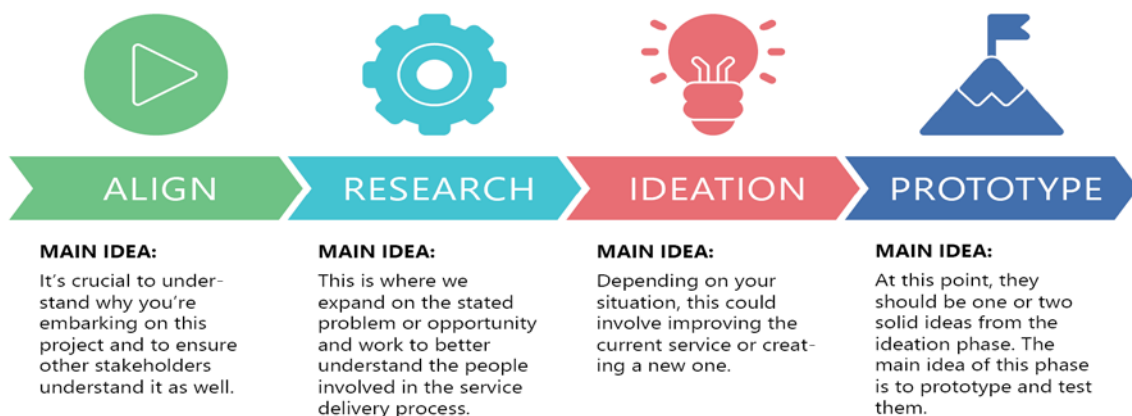 ALIGN
RESEARCH
IDEATION
PROTOTYPE
MAIN IDEA:
It's crucial to under-
stand why you're
embarking on this
project and to ensure
other stakeholders
understand it as well.
MAIN IDEA:
This is where we
expand on the stated
problem or opportunity
and work to better
understand the people
involved in the service
delivery process.
MAIN IDEA:
Depending on your
situation, this could
involve improving the
current service or creat-
ing a new one.
MAIN IDEA:
At this point, they
should be one or two
solid ideas from the
ideation phase. The
main idea of this phase
is to prototype and test
them.